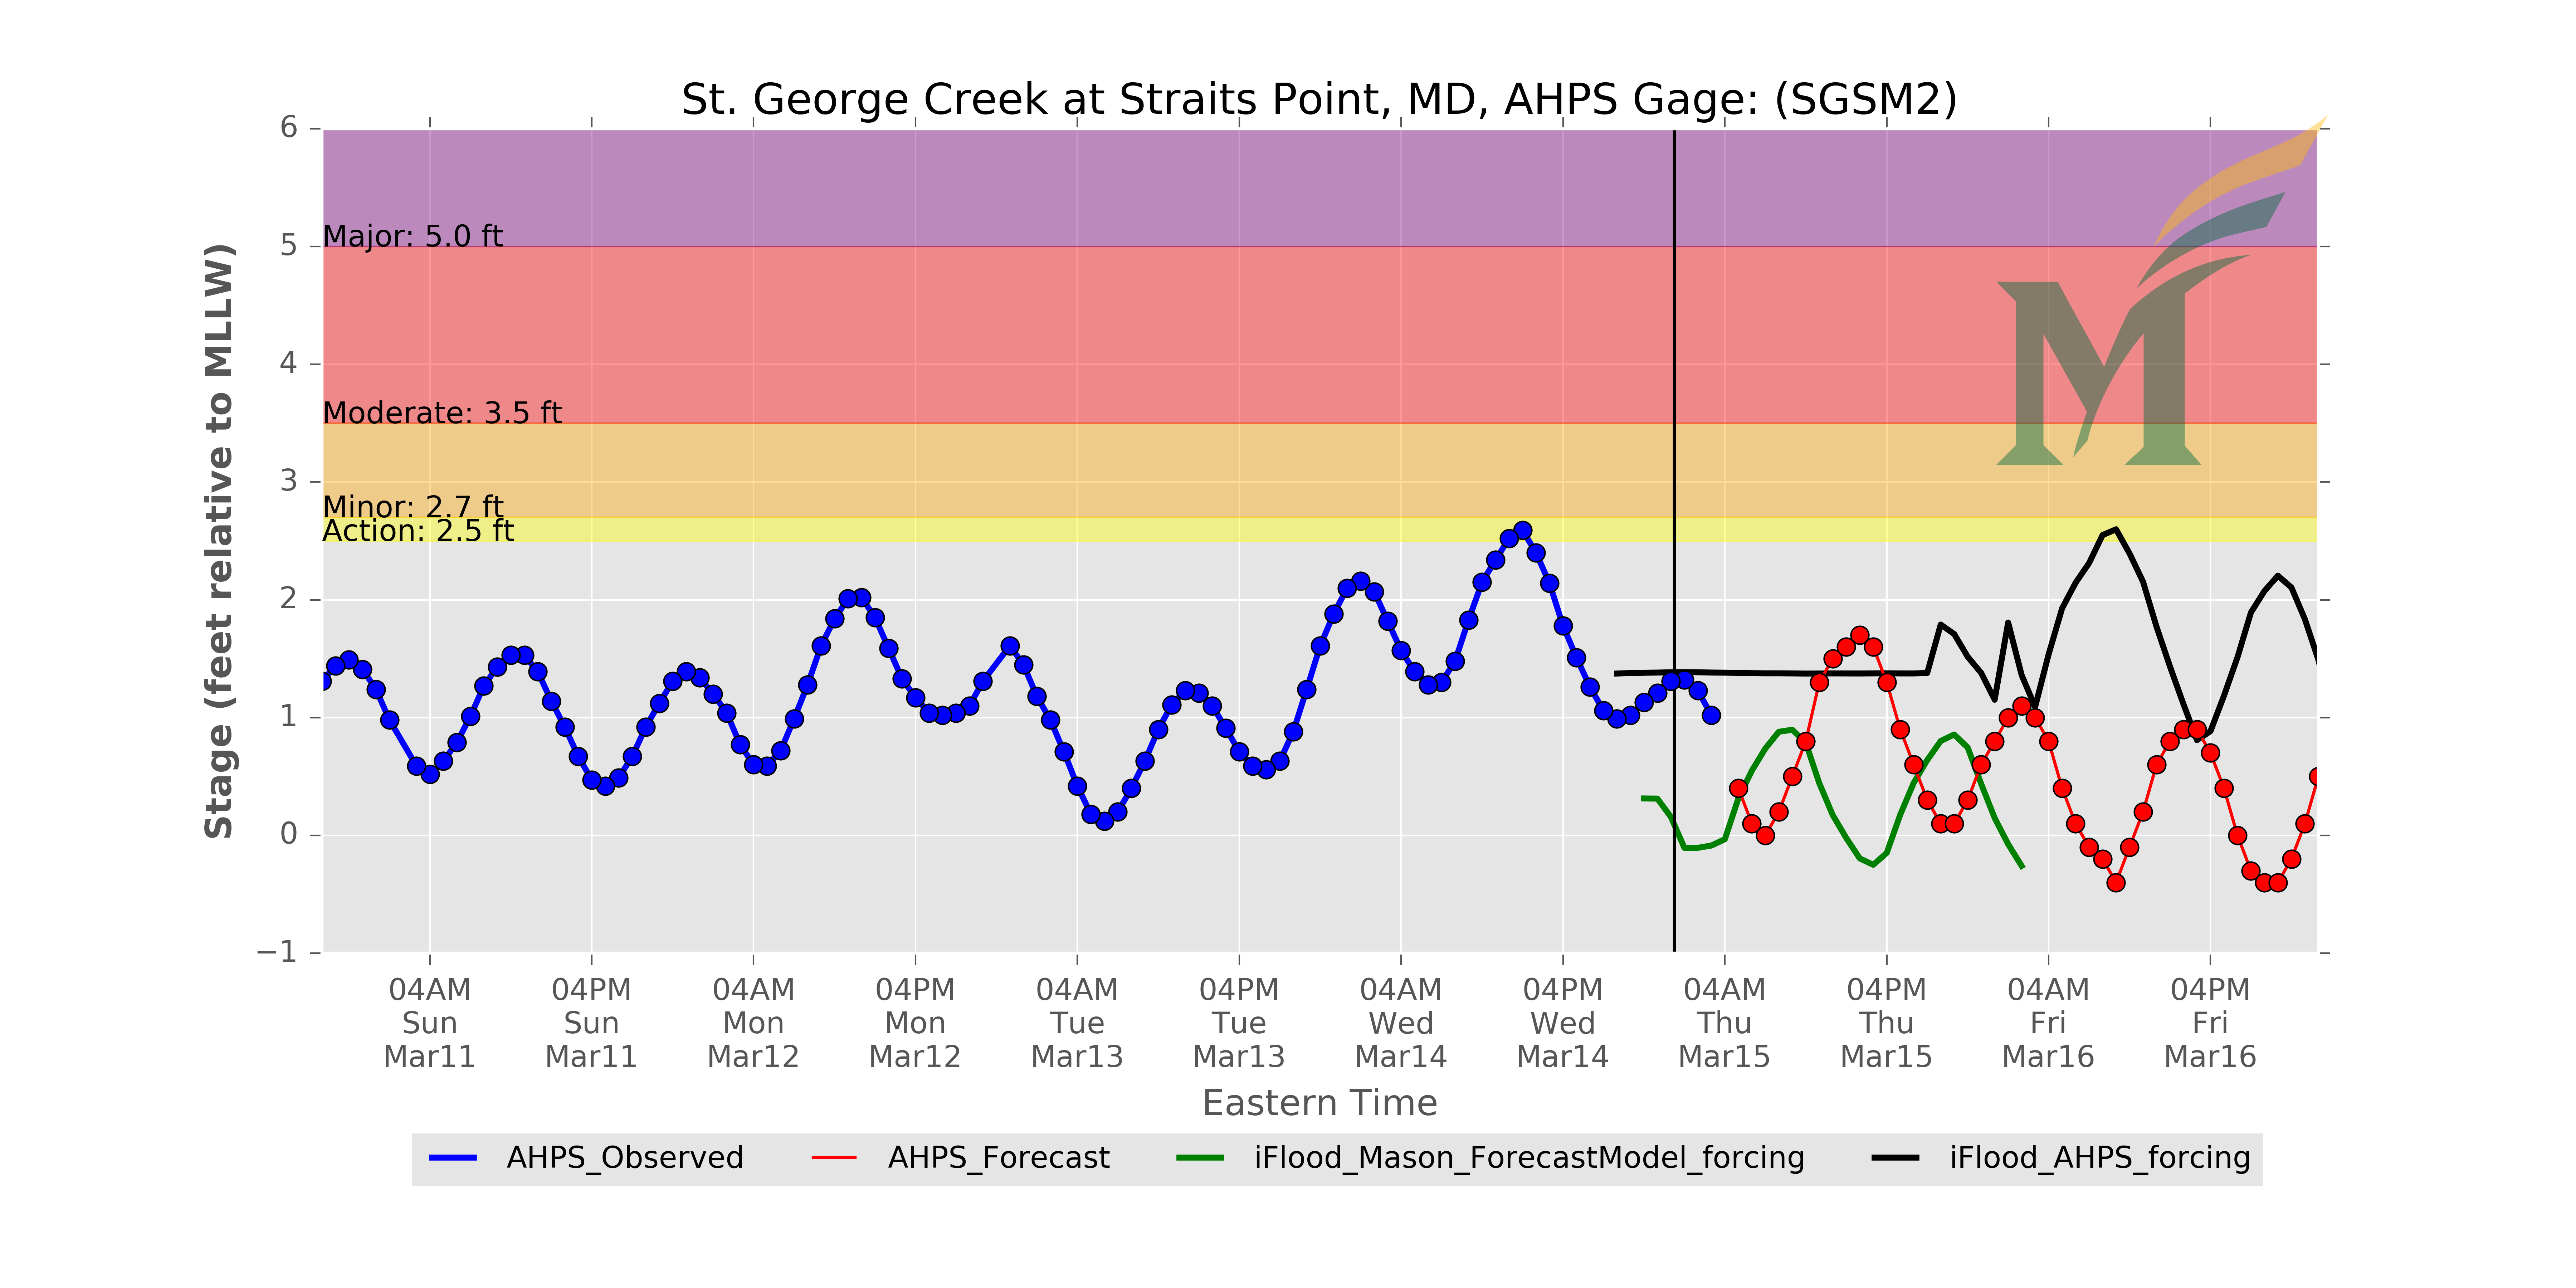 St. George Creek at Straits Point, MD, AHPS Gage: (SGSM2)
Stage (feet relative to MLLW)
6
5
4
3
2
1
0
−1
Major: 5.0 ft
Moderate: 3.5 ft
Minor: 2.7 ft
Action: 2.5 ft
M
04AM 04PM 04AM 04PM 04AM 04PM 04AM 04PM 04AM 04PM 04AM 04PM
Sun Sun Mon Mon Tue Tue Wed Wed Thu Thu Fri Fri
Mar11 Mar11 Mar12 Mar12 Mar13 Mar13 Mar14 Mar14 Mar15 Mar15 Mar16 Mar16
Eastern Time
AHPS_Observed AHPS_Forecast iFlood_Mason_ForecastModel_forcing iFlood_AHPS_forcing